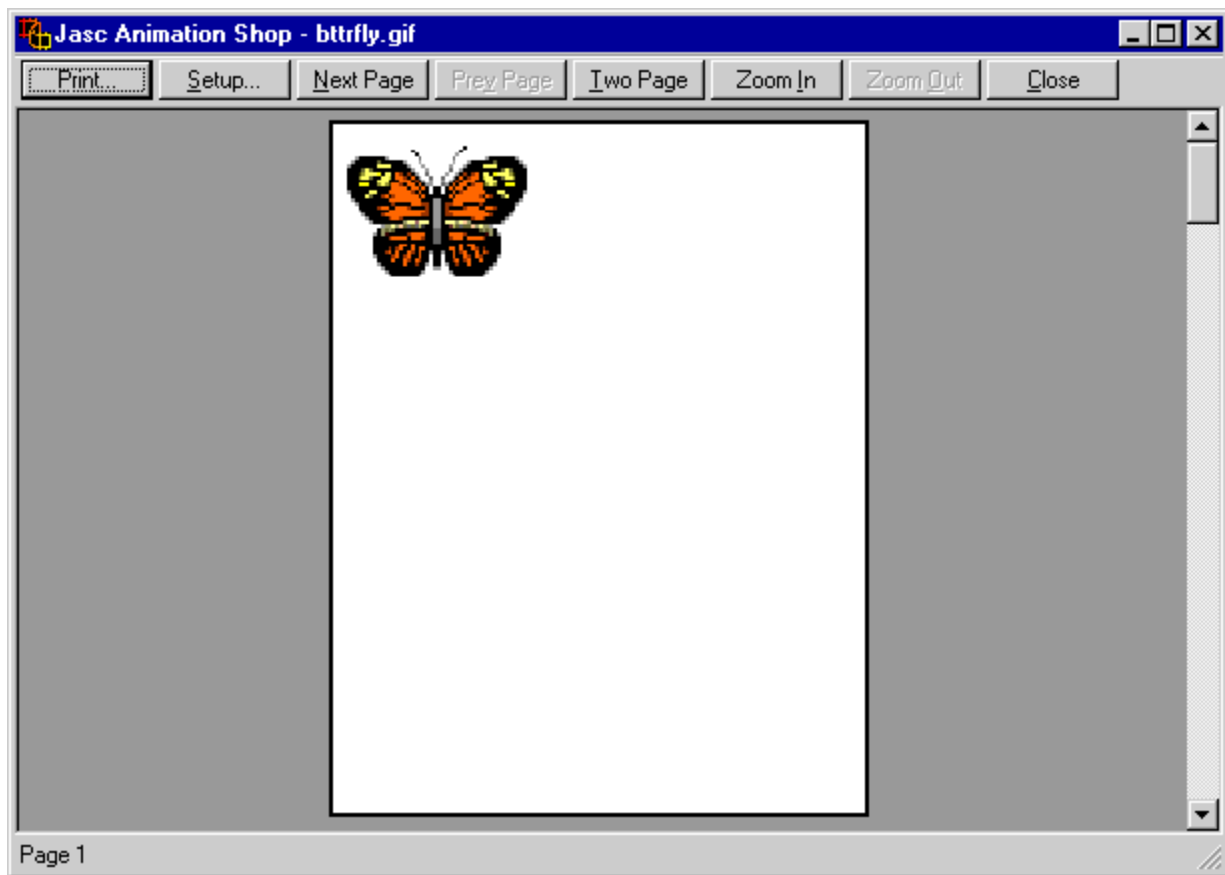 Jasc Animation Shop - bttrfly.gif
Print... Setup... Next Page Prev Page Two Page Zoom In Zoom Out Close
Page 1